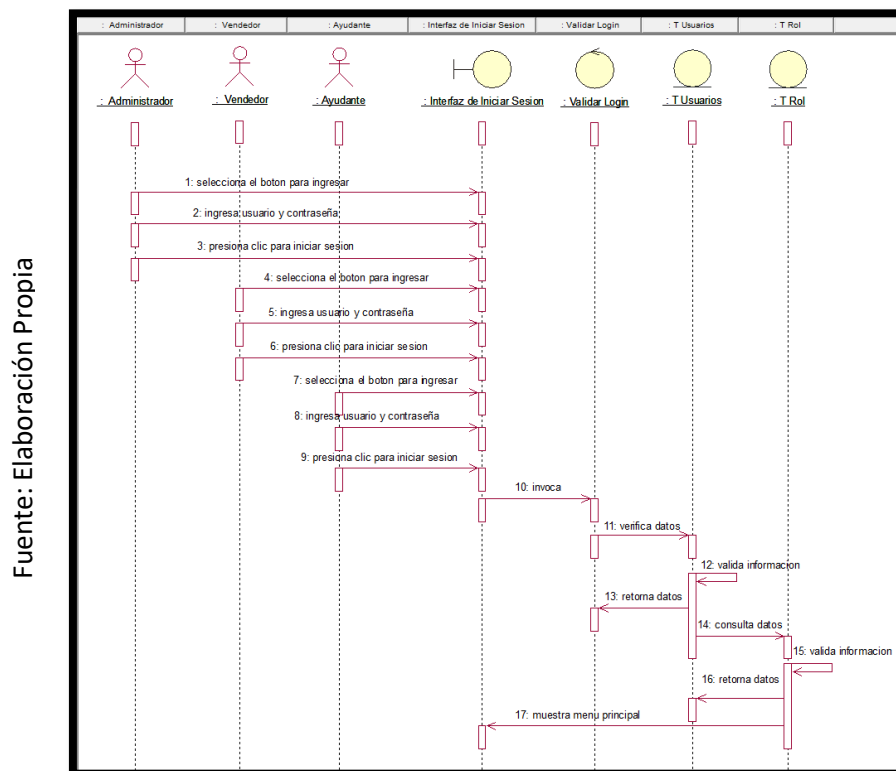 : Administrador : Vendedor : Ayudante : Interfaz de Iniciar Sesion : Validar Login : T Usuarios : T Rol
: Administrador : Vendedor : Ayudante : Interfaz de Iniciar Sesion : Validar Login : T Usuarios : T Rol
1: selecciona el boton para ingresar
2: ingresa usuario y contraseña
3: presiona clic para iniciar sesion
4: selecciona el boton para ingresar
5: ingresa usuario y contraseña
6: presiona clic para iniciar sesion
7: selecciona el boton para ingresar
8: ingresa usuario y contraseña
9: presiona clic para iniciar sesion
10: invoca
11: verifica datos
12: valida informacion
13: retorna datos
14: consulta datos
15: valida informacion
16: retorna datos
17: muestra menu principal
Fuente: Elaboración Propia